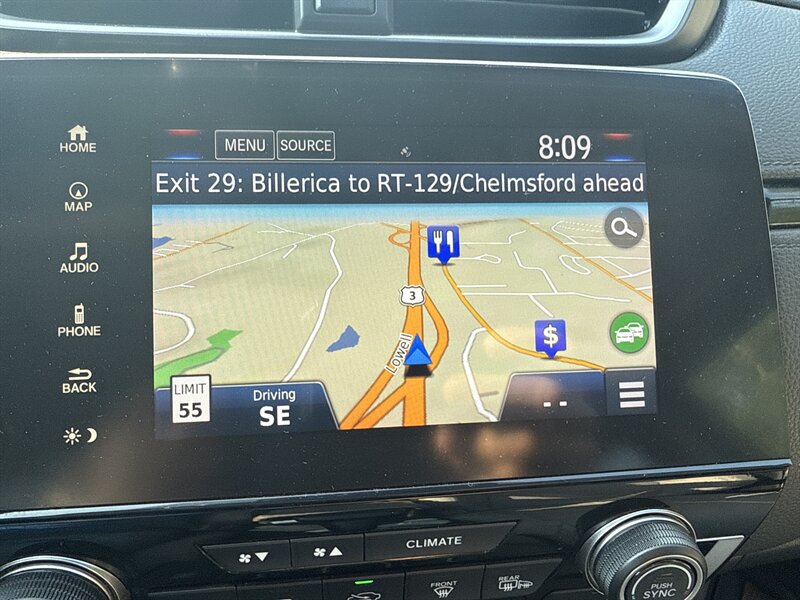 HOME
MAP
AUDIO
PHONE
BACK
MENU
SOURCE
8:09
Exit 29: Billerica to RT-129/Chelmsford ahead
3
Lowell
$
LIMIT
55
Driving
SE
--
CLIMATE
FRONT
REAR
PUSH
SYNC